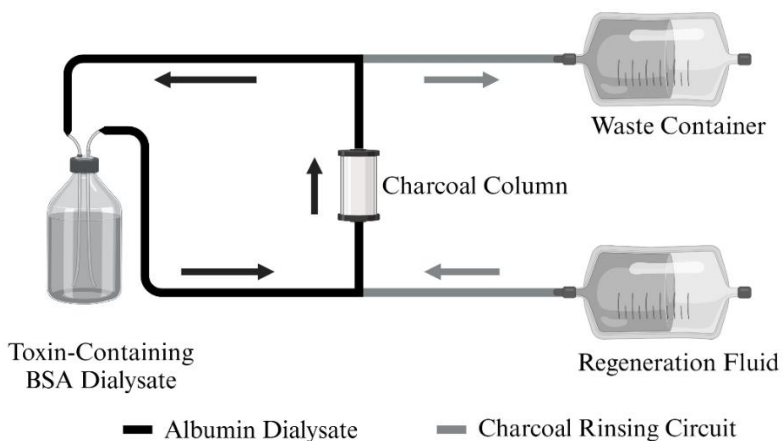 Waste Container
Charcoal Column
Toxin-Containing
BSA Dialysate
Regeneration Fluid
Albumin Dialysate
Charcoal Rinsing Circuit